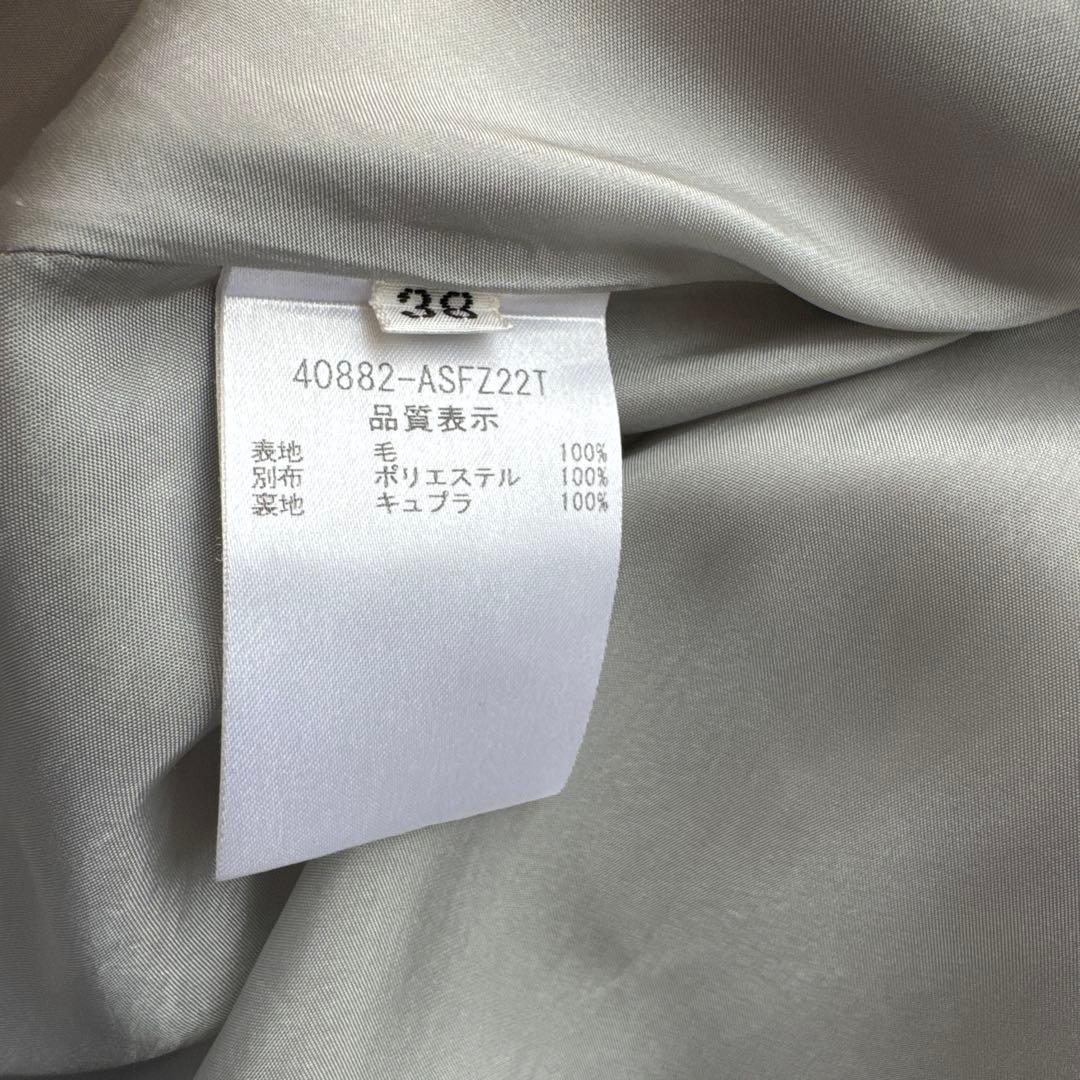 38
40882-ASFZ22T
品質表示
表地 毛 100%
別布 ポリエステル 100%
裏地 キュプラ 100%